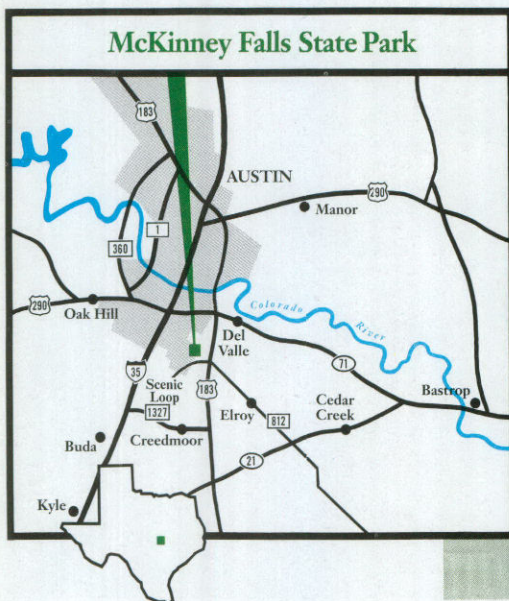 McKinney Falls State Park
183
AUSTIN
290
Manor
1
360
Colorado
River
290
Oak Hill
Del
Valle
35
71
Scenic
Loop
183
Bastrop
1327
Elroy
812
Cedar
Creek
Creedmoor
Buda
21
Kyle